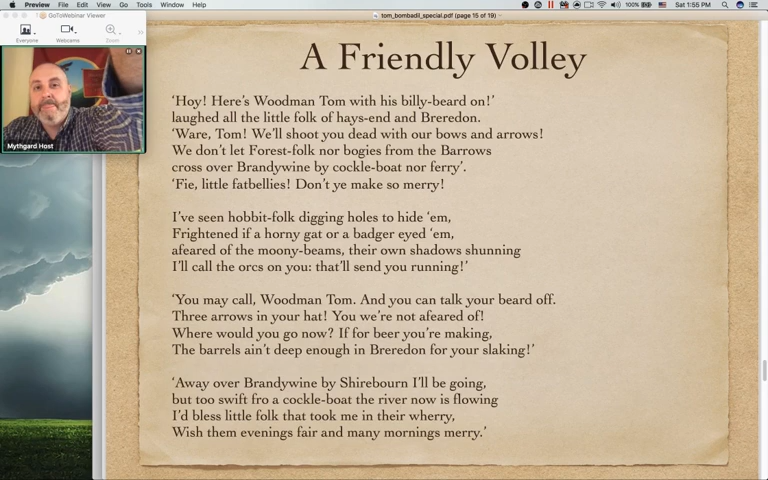 Preview File Edit View Go Tools Window Help
100%
Sat 1:55 PM
GoToWebinar Viewer
tom_bombadil_special.pdf (page 15 of 19)
Everyone
Webcams
Zoom
Mythgard Host
A Friendly Volley
‘Hoy! Here’s Woodman Tom with his billy-beard on!’
laughed all the little folk of hays-end and Breredon.
‘Ware, Tom! We’ll shoot you dead with our bows and arrows!
We don’t let Forest-folk nor bogies from the Barrows
cross over Brandywine by cockle-boat nor ferry’.
‘Fie, little fatbellies! Don’t ye make so merry!
I’ve seen hobbit-folk digging holes to hide ‘em,
Frightened if a horny gat or a badger eyed ‘em,
afeared of the moony-beams, their own shadows shunning
I’ll call the orcs on you: that’ll send you running!’
‘You may call, Woodman Tom. And you can talk your beard off.
Three arrows in your hat! You we’re not afeared of!
Where would you go now? If for beer you’re making,
The barrels ain’t deep enough in Breredon for your slaking!’
‘Away over Brandywine by Shirebourn I’ll be going,
but too swift fro a cockle-boat the river now is flowing
I’d bless little folk that took me in their wherry,
Wish them evenings fair and many mornings merry.’